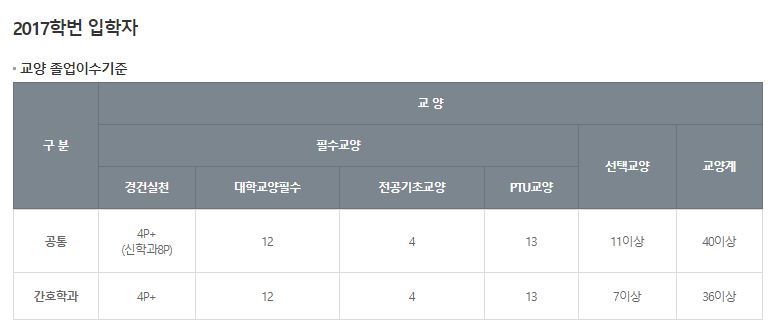 2017학번 입학자
▪ 교양 졸업이수기준
구 분
교 양
필수교양
선택교양
교양계
경건실천
대학교양필수
전공기초교양
PTU교양
공통
4P+
(신학과8P)
12
4
13
11이상
40이상
간호학과
4P+
12
4
13
7이상
36이상